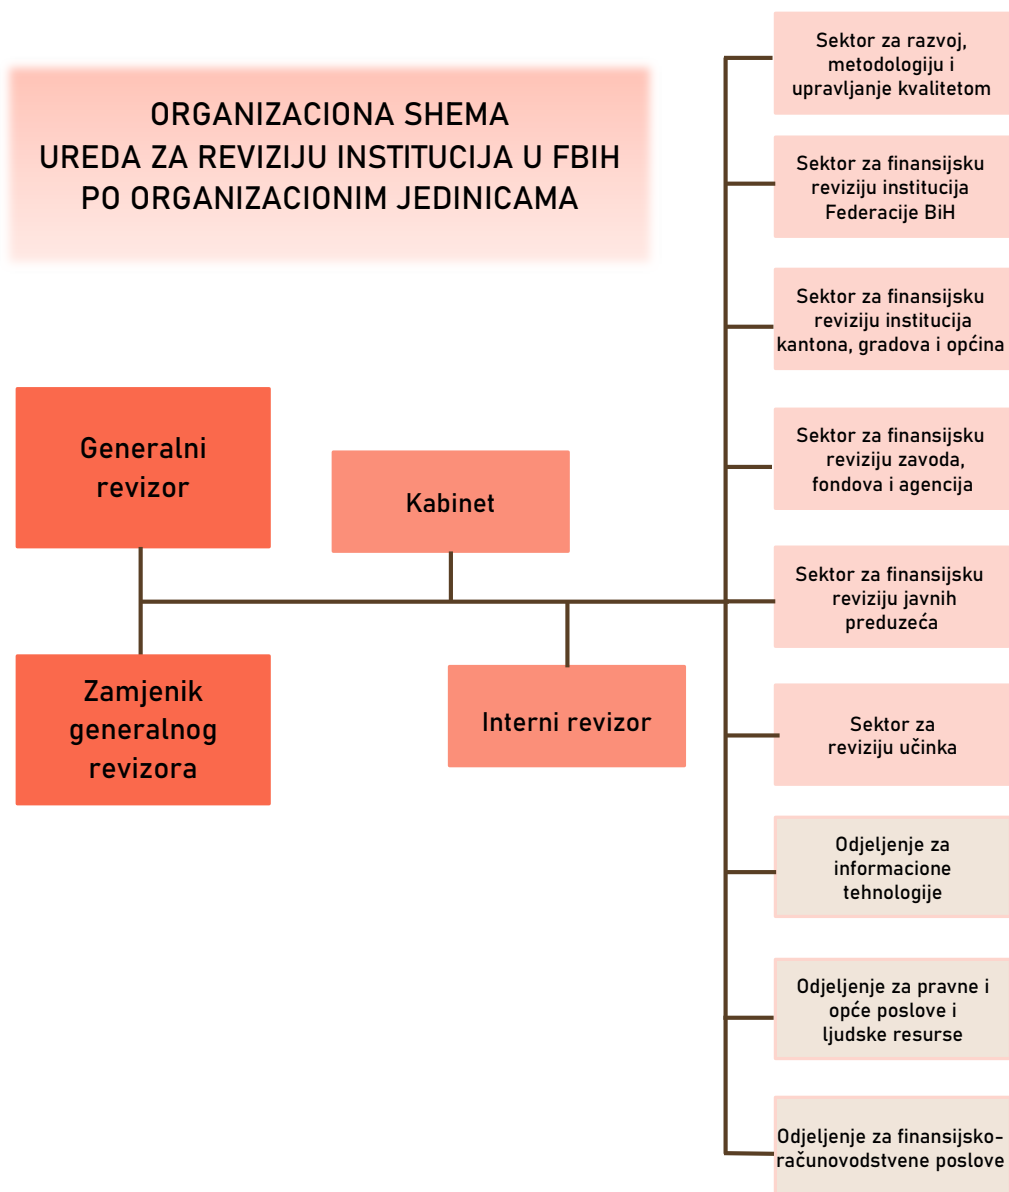 ORGANIZACIONA SHEMA
UREDA ZA REVIZIJU INSTITUCIJA U FBIH
PO ORGANIZACIONIM JEDINICAMA
Generalni
revizor
Zamjenik
generalnog
revizora
Kabinet
Interni revizor
Sektor za razvoj,
metodologiju i
upravljanje kvalitetom
Sektor za finansijsku
reviziju institucija
Federacije BiH
Sektor za finansijsku
reviziju institucija
kantona, gradova i općina
Sektor za finansijsku
reviziju zavoda,
fondova i agencija
Sektor za finansijsku
reviziju javnih
preduzeća
Sektor za
reviziju učinka
Odjeljenje za
informacione
tehnologije
Odjeljenje za pravne i
opće poslove i
ljudske resurse
Odjeljenje za finansijsko-
računovodstvene poslove